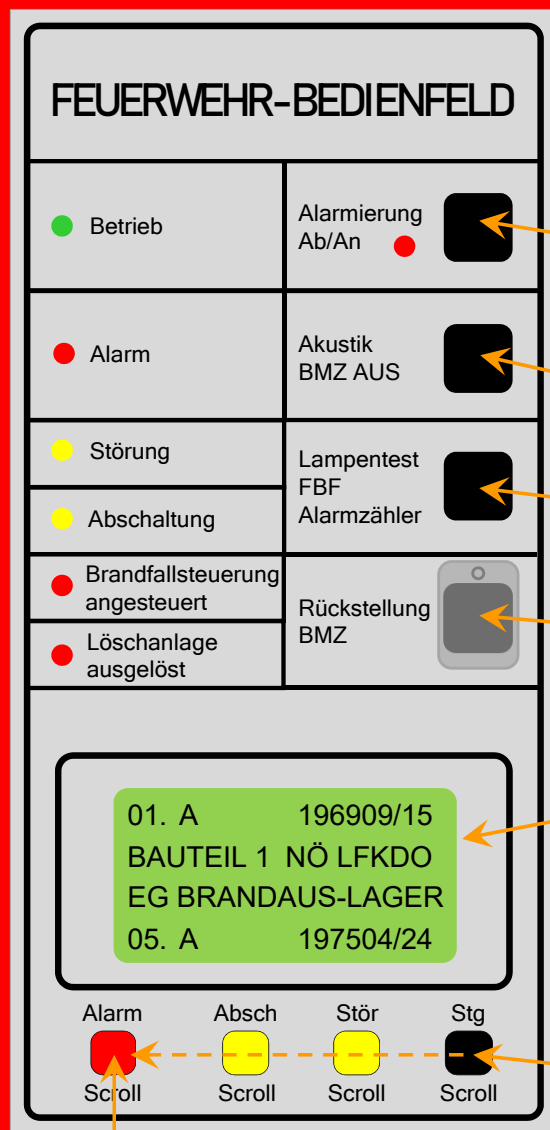 FEUERWEHR-BEDIENFELD
Betrieb
Alarmierung
Ab/An
Alarm
Akustik
BMZ AUS
Störung
Abschaltung
Lampentest
FBF
Alarmzähler
Brandfallsteuerung
angesteuert
Löschanlage
ausgelöst
Rückstellung
BMZ
01. A 196909/15
BAUTEIL 1 NÖ LFKDO
EG BRANDAUS-LAGER
05. A 197504/24
Alarm Absch Stör Stg
Scroll Scroll Scroll Scroll